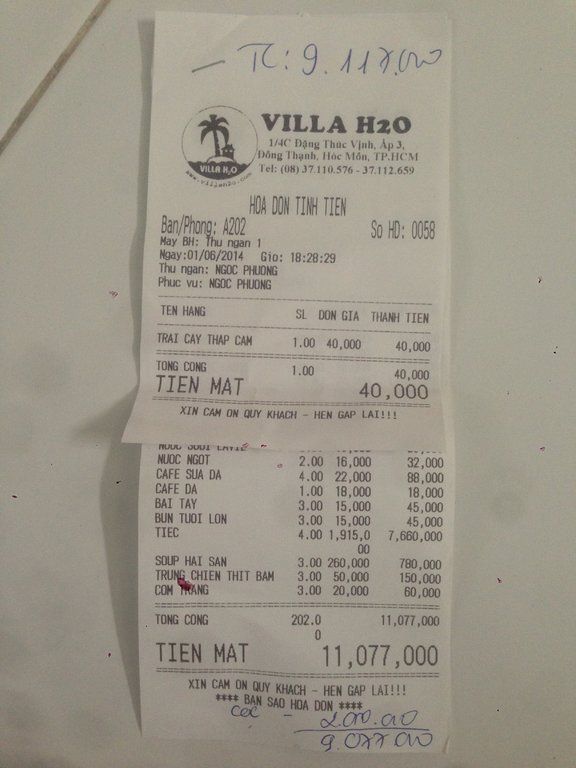 — TC: 9.117.000
VILLA H2O
1/4C Đặng Thúc Vịnh, Ấp 3,
Đông Thạnh, Hóc Môn, TP.HCM
Tel: (08) 37.110.576 - 37.112.659
VILLA H2O
www.villah2o.com
HOA DON TINH TIEN
Ban/Phong: A202 So HD: 0058
May BH: Thu ngan 1
Ngay:01/06/2014 Gio: 18:28:29
Thu ngan: NGOC PHUONG
Phuc vu: NGOC PHUONG
TEN HANG SL DON GIA THANH TIEN
TRAI CAY THAP CAM 1.00 40,000 40,000
TONG CONG 1.00 40,000
TIEN MAT 40,000
XIN CAM ON QUY KHACH - HEN GAP LAI!!!
NUOC SUOI LAVIE
NUOC NGOT 2.00 16,000 32,000
CAFE SUA DA 4.00 22,000 88,000
CAFE DA 1.00 18,000 18,000
BAI TAY 3.00 15,000 45,000
BUN TUOI LON 3.00 15,000 45,000
TIEC 4.00 1,915,0 7,660,000
00
SOUP HAI SAN 3.00 260,000 780,000
TRUNG CHIEN THIT BAM 3.00 50,000 150,000
COM TRANG 3.00 20,000 60,000
TONG CONG 202.0 11,077,000
0
TIEN MAT 11,077,000
XIN CAM ON QUY KHACH - HEN GAP LAI!!!
**** BAN SAO HOA DON ****
cọc - 2.000.000
9.077.000